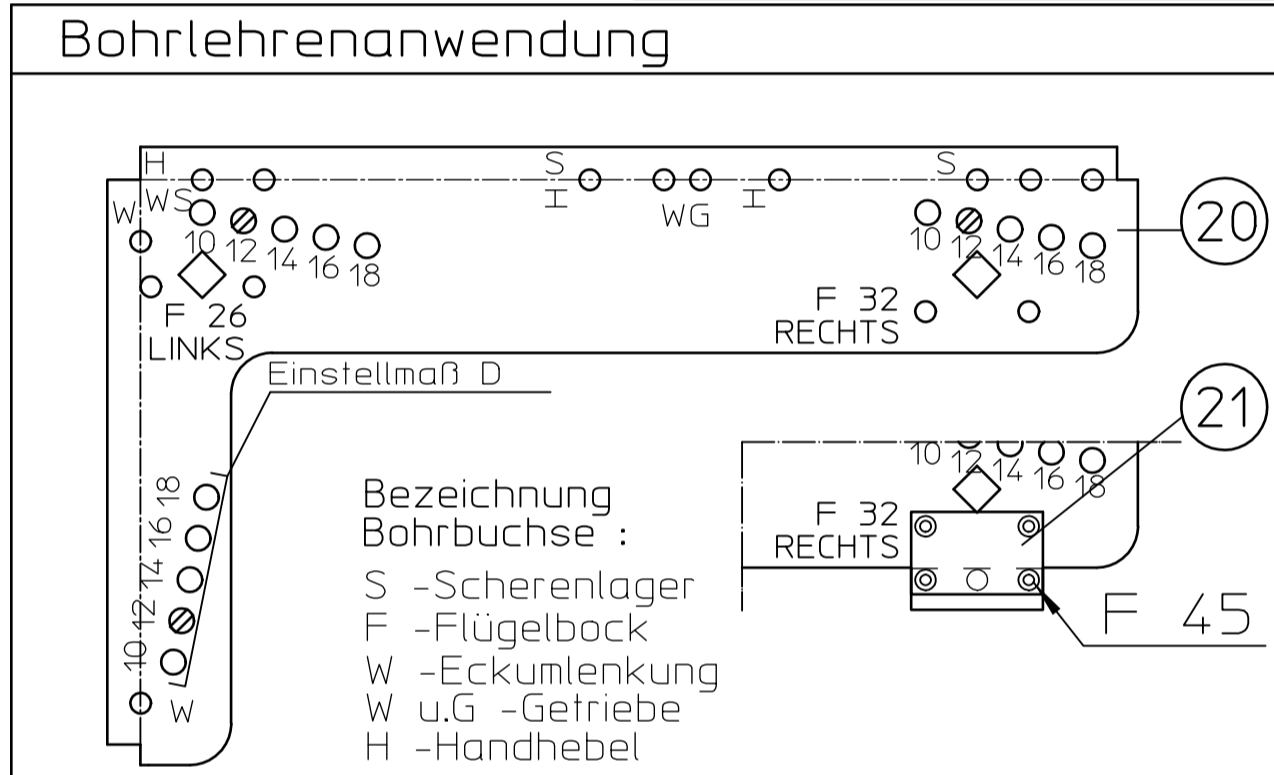 Bohrlehrenanwendung
H
S
S
WS
I
I
W
WG
10 12 14 16 18
10 12 14 16 18
20
F 26
LINKS
F 32
RECHTS
Einstellmaß D
21
10 12 14 16 18
F 32
RECHTS
F 45
18
16
14
12
10
W
Bezeichnung
Bohrbuchse :
S -Scherenlager
F -Flügelbock
W -Eckumlenkung
W u.G -Getriebe
H -Handhebel